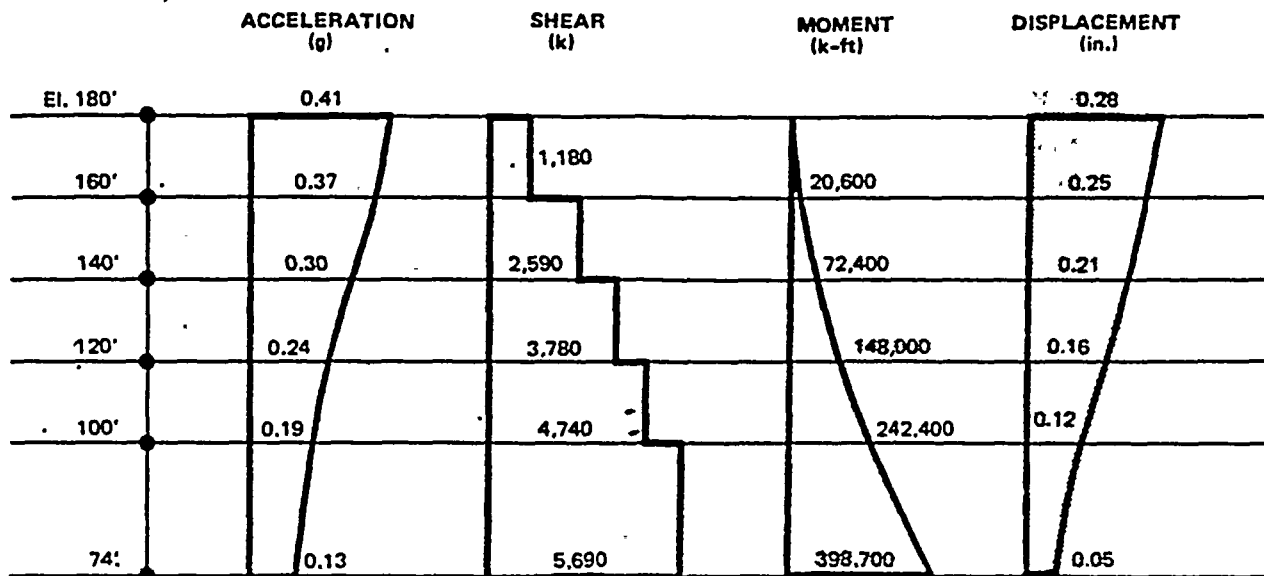 ACCELERATION SHEAR MOMENT DISPLACEMENT
(g) (k) (k-ft) (in.)
El. 180' 0.41 0.28
1,180
160' 0.37 20,600 0.25
140' 0.30 2,590 72,400 0.21
120' 0.24 3,780 148,000 0.16
100' 0.19 4,740 242,400 0.12
74' 0.13 5,690 398,700 0.05